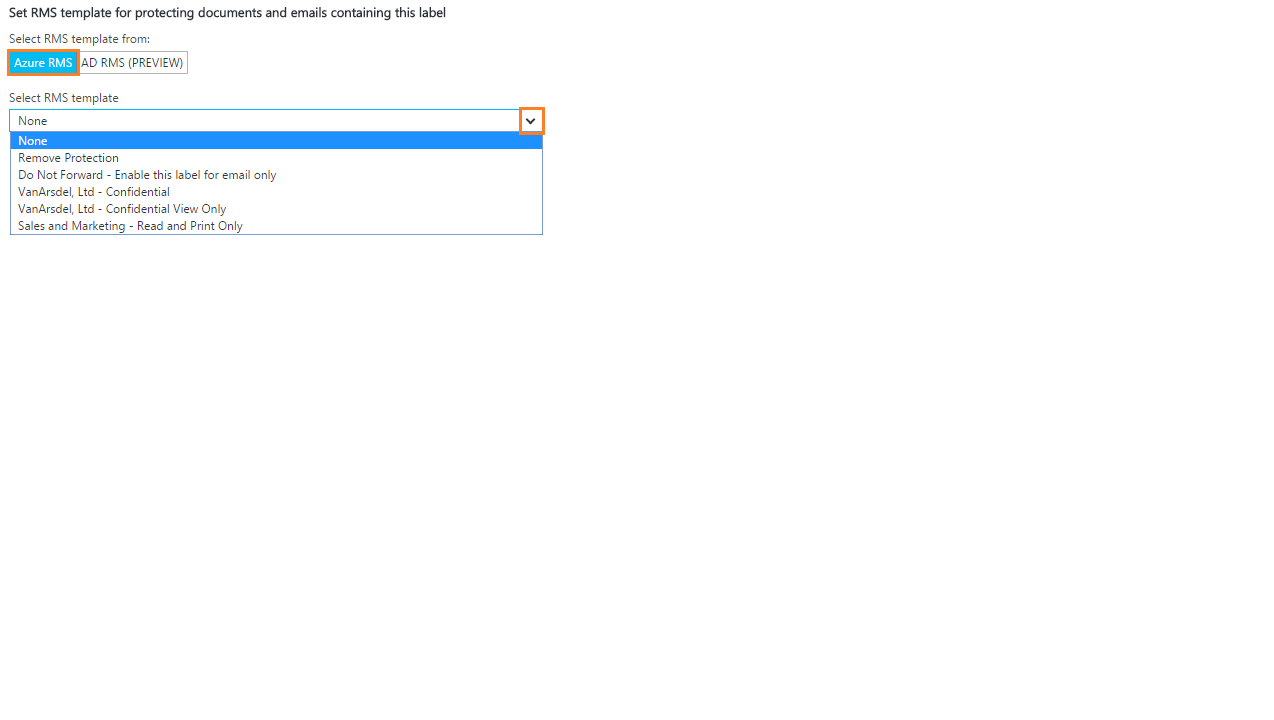 Set RMS template for protecting documents and emails containing this label
Select RMS template from:
Azure RMS AD RMS (PREVIEW)
Select RMS template
None
None
Remove Protection
Do Not Forward - Enable this label for email only
VanArsdel, Ltd - Confidential
VanArsdel, Ltd - Confidential View Only
Sales and Marketing - Read and Print Only